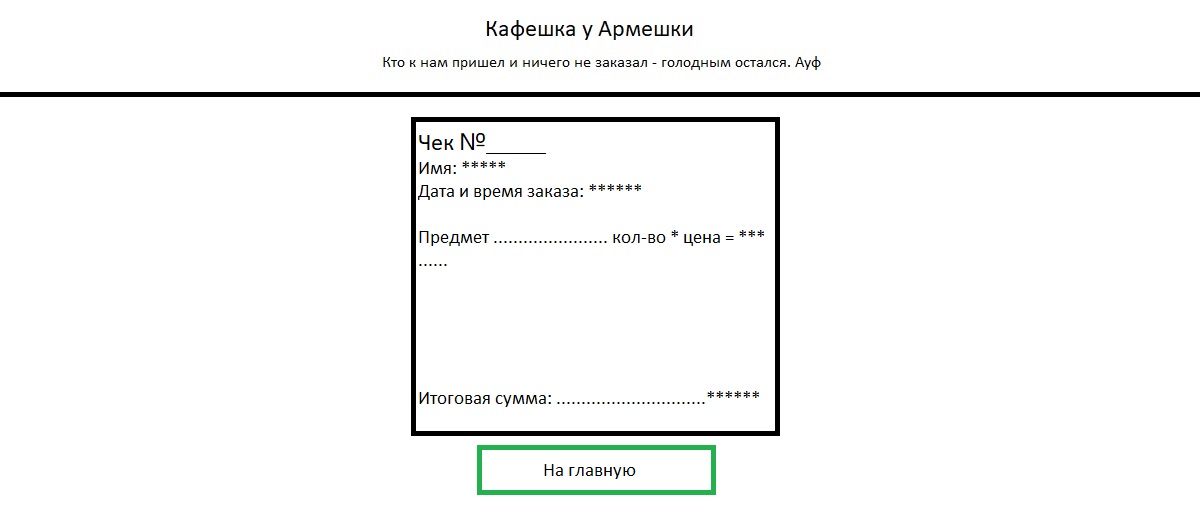 Кафешка у Армешки
Кто к нам пришел и ничего не заказал - голодным остался. Ауф
Чек №_____
Имя: *****
Дата и время заказа: ******
Предмет ....................... кол-во * цена = ***
......
Итоговая сумма: ..............................******
На главную